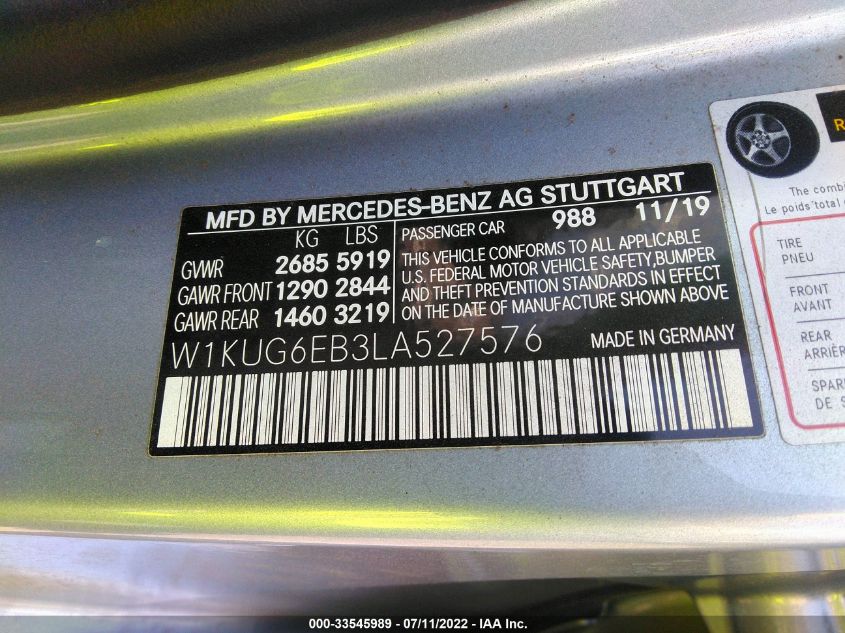 MFD BY MERCEDES-BENZ AG STUTTGART
KG LBS
GVWR 2685 5919
GAWR FRONT 1290 2844
GAWR REAR 1460 3219
PASSENGER CAR 988 11/19
THIS VEHICLE CONFORMS TO ALL APPLICABLE
U.S. FEDERAL MOTOR VEHICLE SAFETY,BUMPER
AND THEFT PREVENTION STANDARDS IN EFFECT
ON THE DATE OF MANUFACTURE SHOWN ABOVE
W1KUG6EB3LA527576 MADE IN GERMANY
The
Le poids total
TIRE
PNEU
FRONT
AVANT
REAR
DE
000-33545989 - 07/11/2022 - IAA Inc.